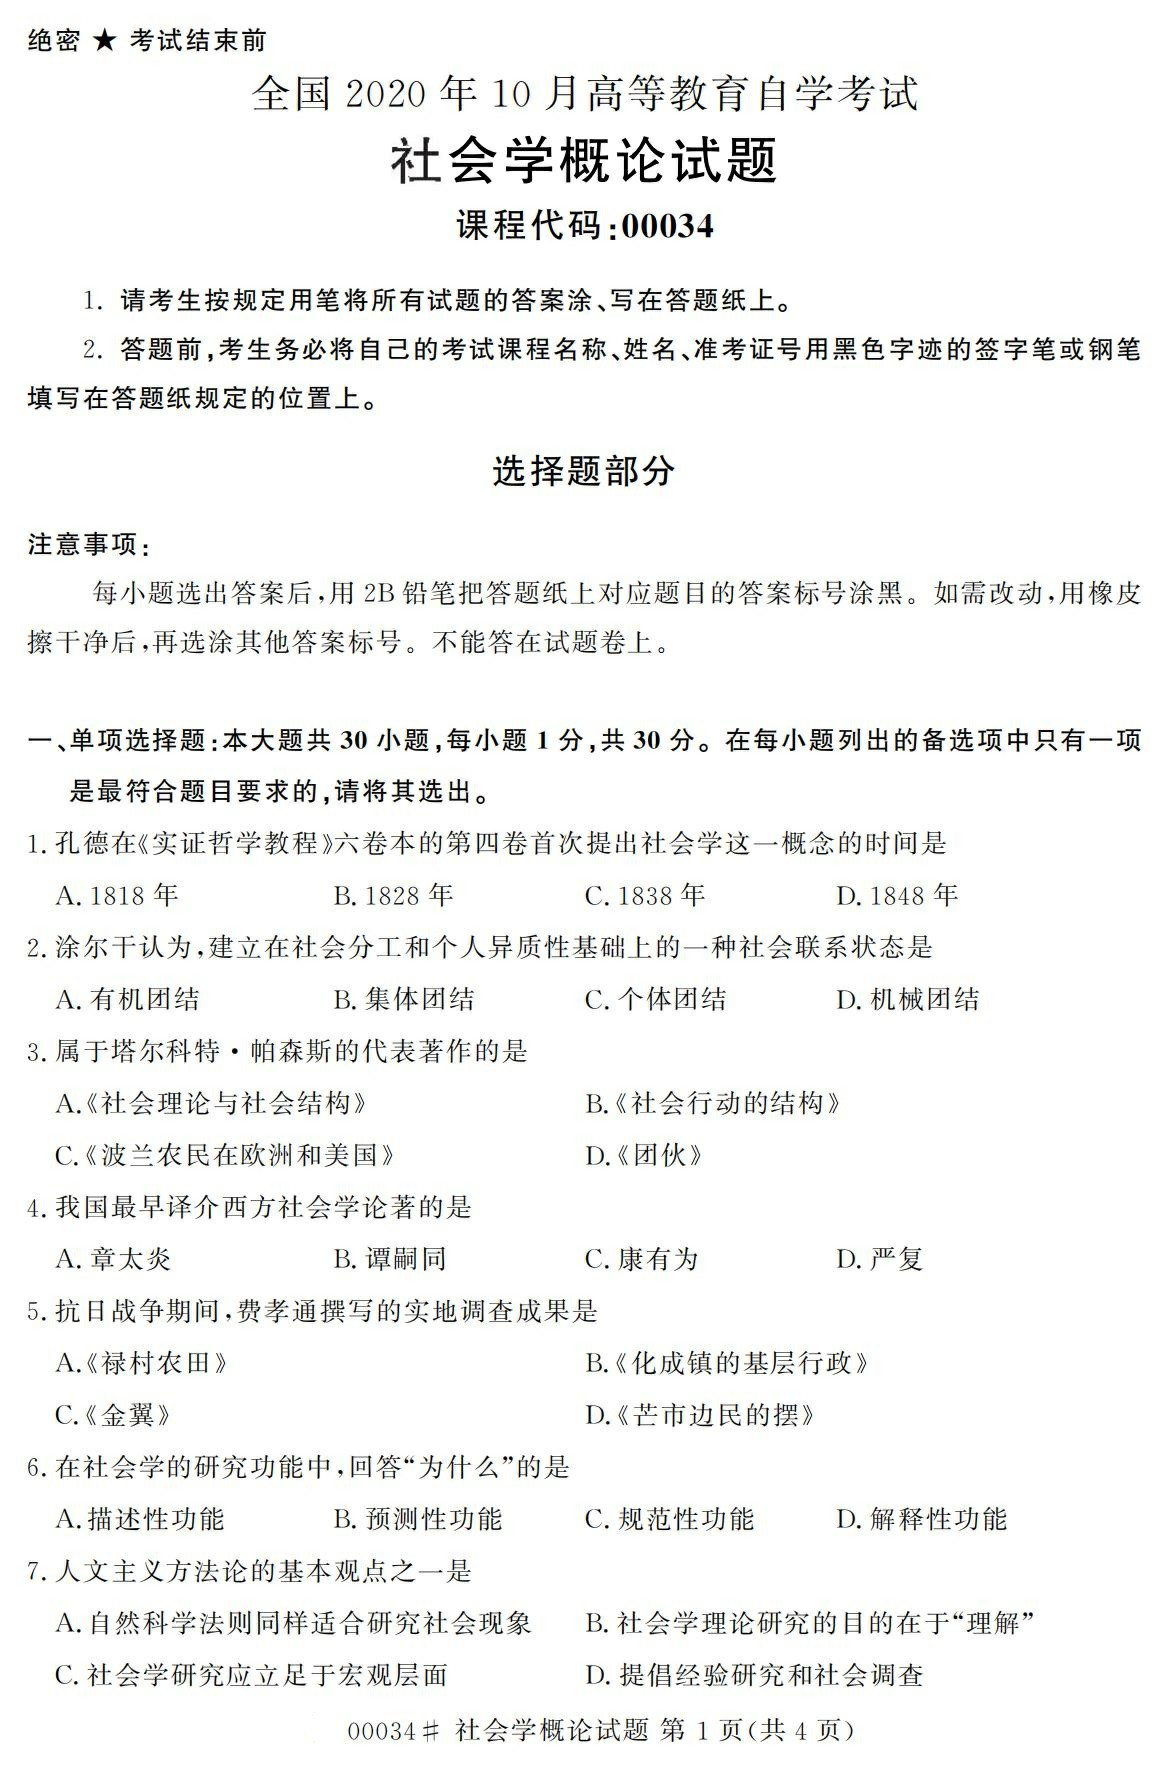 绝密 ★ 考试结束前
全国 2020 年 10 月高等教育自学考试
社会学概论试题
课程代码:00034
1. 请考生按规定用笔将所有试题的答案涂、写在答题纸上。
2. 答题前,考生务必将自己的考试课程名称、姓名、准考证号用黑色字迹的签字笔或钢笔
填写在答题纸规定的位置上。
选择题部分
注意事项:
每小题选出答案后,用 2B 铅笔把答题纸上对应题目的答案标号涂黑。如需改动,用橡皮
擦干净后,再选涂其他答案标号。不能答在试题卷上。
一、单项选择题:本大题共 30 小题,每小题 1 分,共 30 分。在每小题列出的备选项中只有一项
是最符合题目要求的,请将其选出。
1. 孔德在《实证哲学教程》六卷本的第四卷首次提出社会学这一概念的时间是
A. 1818 年 B. 1828 年 C. 1838 年 D. 1848 年
2. 涂尔干认为,建立在社会分工和个人异质性基础上的一种社会联系状态是
A. 有机团结 B. 集体团结 C. 个体团结 D. 机械团结
3. 属于塔尔科特·帕森斯的代表著作的是
A.《社会理论与社会结构》 B.《社会行动的结构》
C.《波兰农民在欧洲和美国》 D.《团伙》
4. 我国最早译介西方社会学论著的是
A. 章太炎 B. 谭嗣同 C. 康有为 D. 严复
5. 抗日战争期间,费孝通撰写的实地调查成果是
A.《禄村农田》 B.《化成镇的基层行政》
C.《金翼》 D.《芒市边民的摆》
6. 在社会学的研究功能中,回答“为什么”的是
A. 描述性功能 B. 预测性功能 C. 规范性功能 D. 解释性功能
7. 人文主义方法论的基本观点之一是
A. 自然科学法则同样适合研究社会现象 B. 社会学理论研究的目的在于“理解”
C. 社会学研究应立足于宏观层面 D. 提倡经验研究和社会调查
00034# 社会学概论试题 第 1 页(共 4 页)